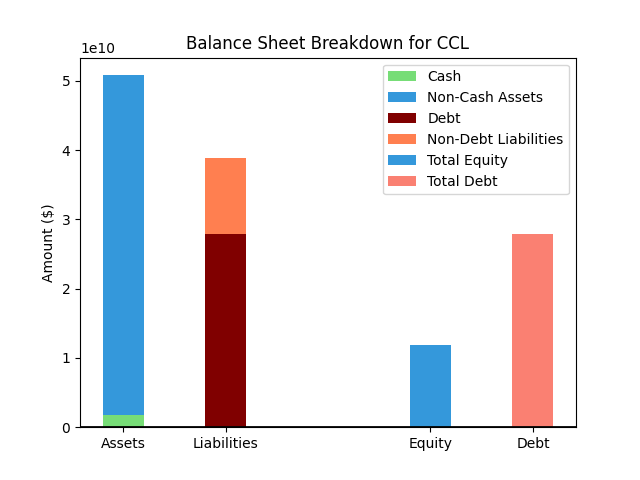 Balance Sheet Breakdown for CCL
1e10
5
4
3
2
1
0
Amount ($)
Cash
Non-Cash Assets
Debt
Non-Debt Liabilities
Total Equity
Total Debt
Assets
Liabilities
Equity
Debt